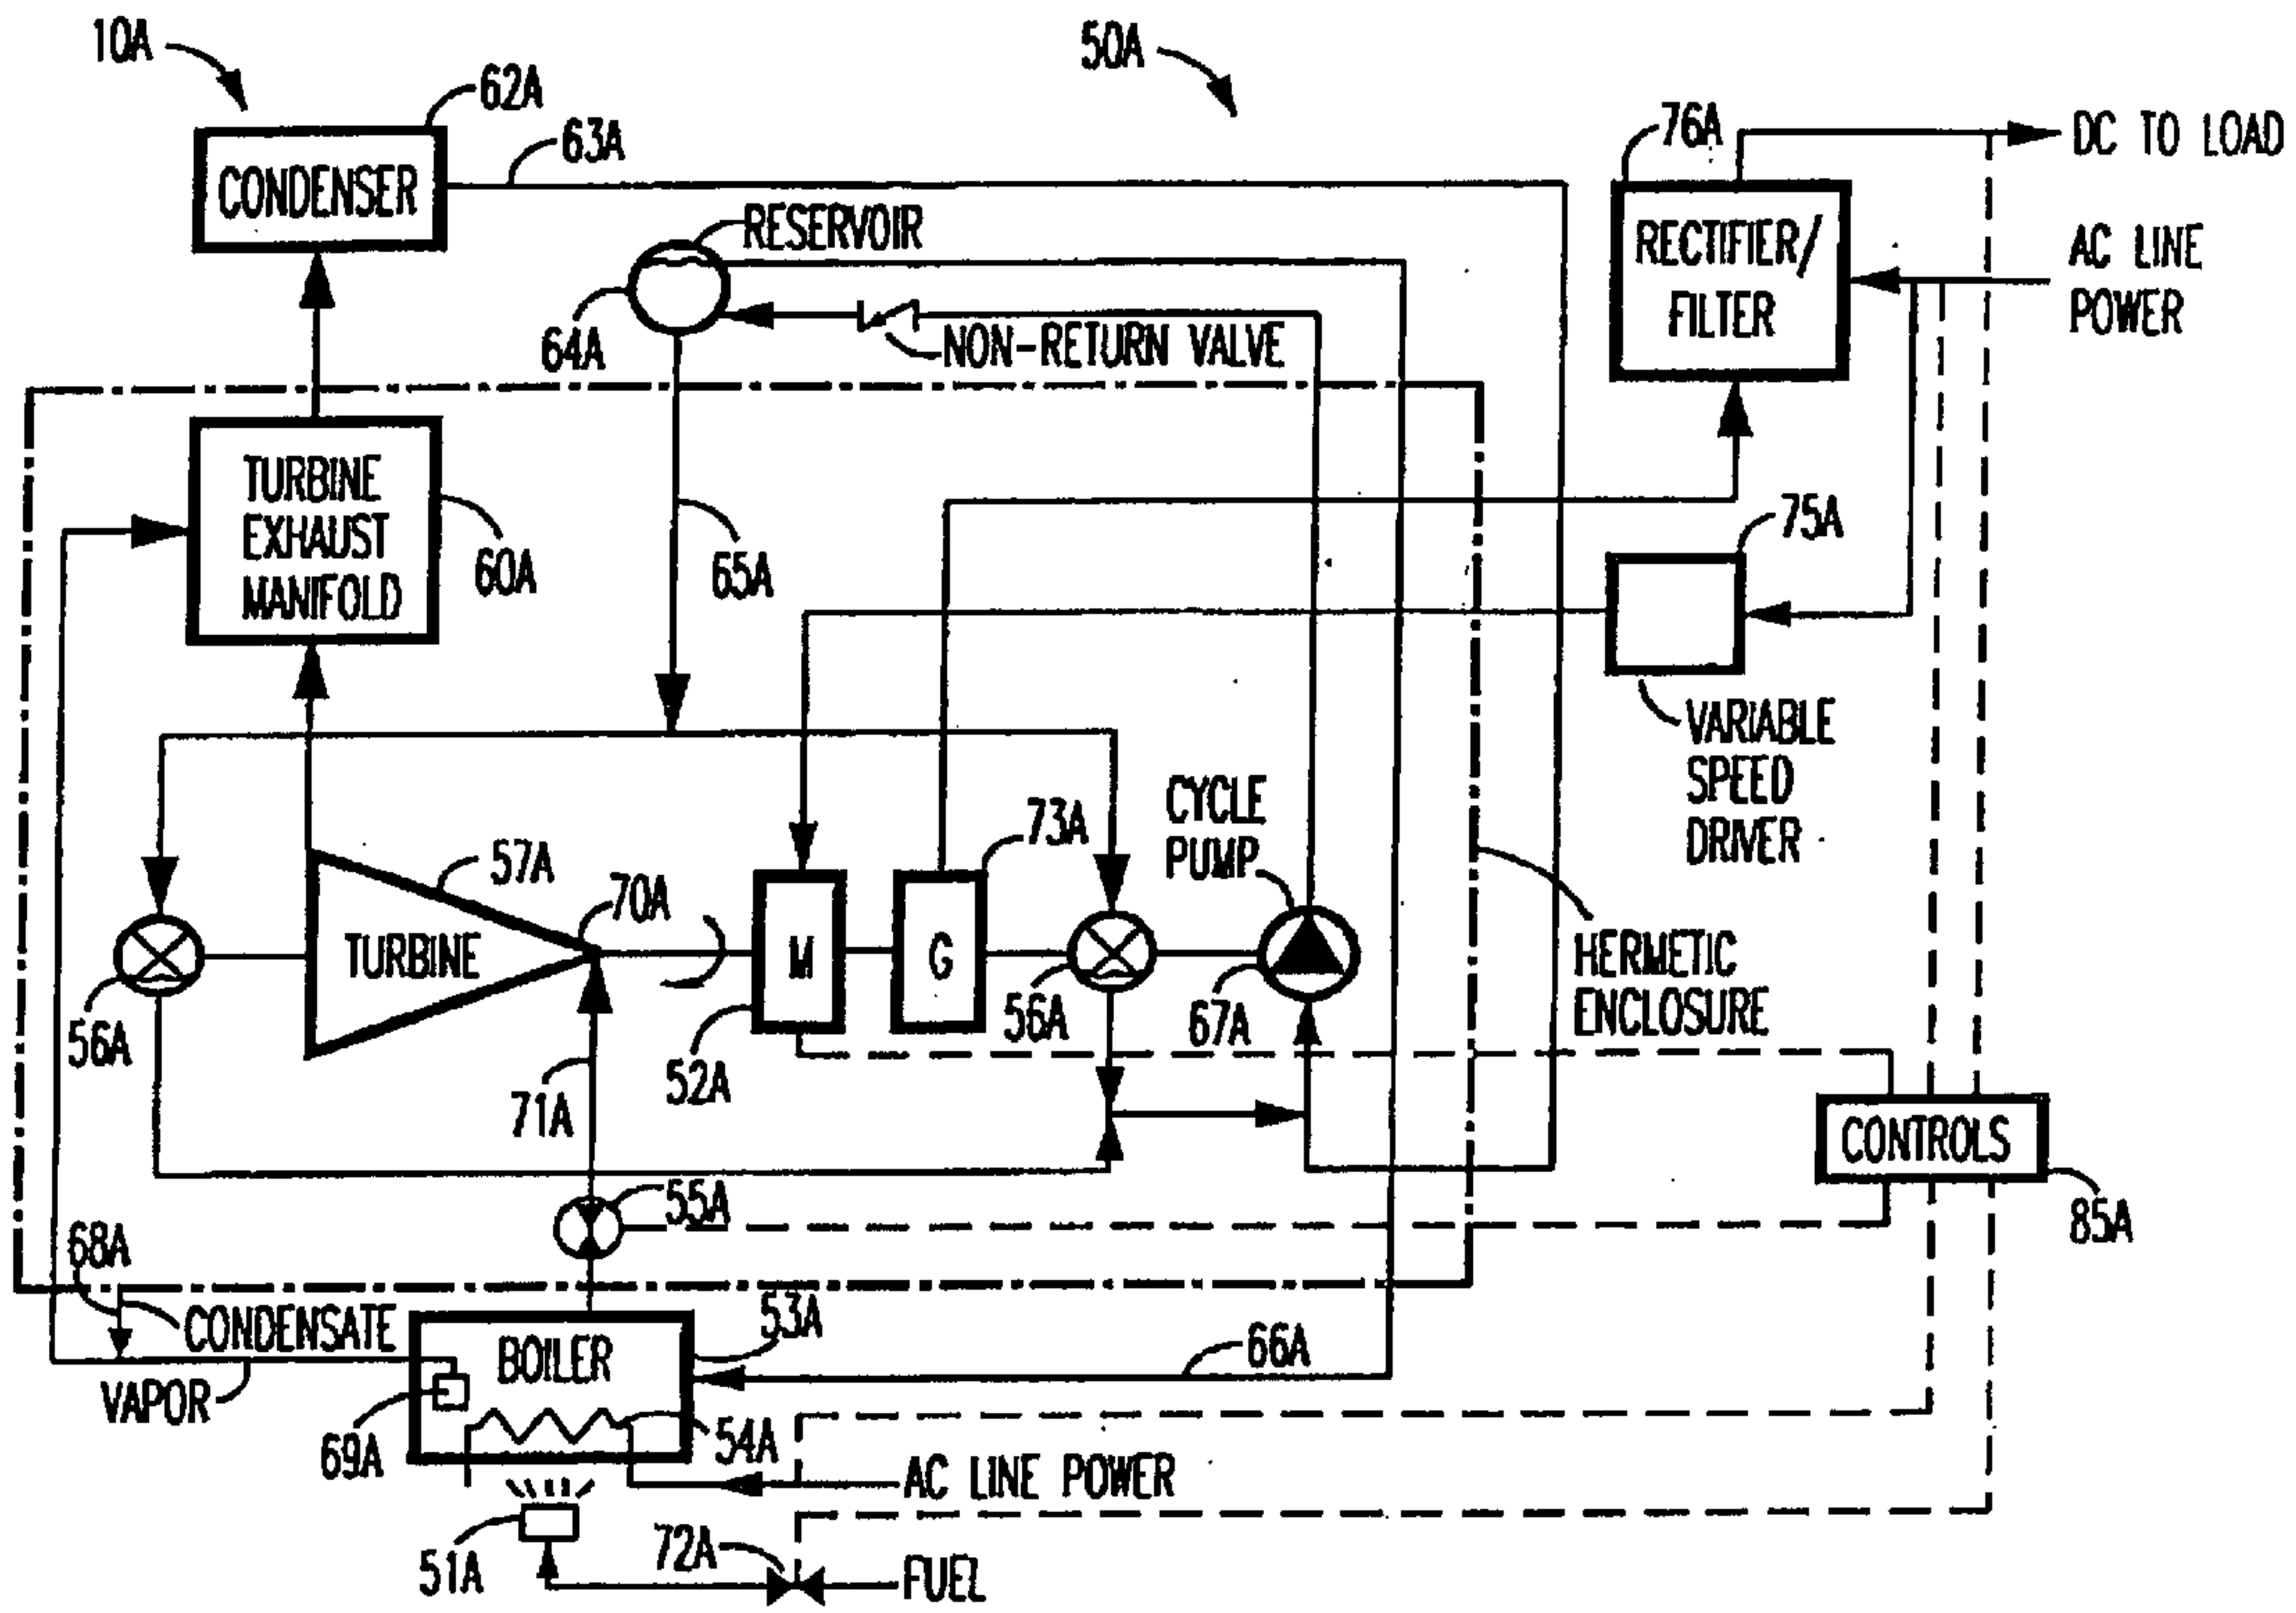 10A
50A
62A
63A
76A
DC TO LOAD
CONDENSER
RESERVOIR
RECTIFIER/
FILTER
AC LINE
POWER
64A
NON-RETURN VALVE
TURBINE
EXHAUST
MANIFOLD
60A
65A
75A
VARIABLE
SPEED
DRIVER
CYCLE
PUMP
73A
57A
70A
TURBINE
M
G
56A
56A
67A
52A
71A
HERMETIC
ENCLOSURE
CONTROLS
85A
55A
68A
CONDENSATE
VAPOR
BOILER
53A
66A
69A
54A
AC LINE POWER
51A
72A
FUEL